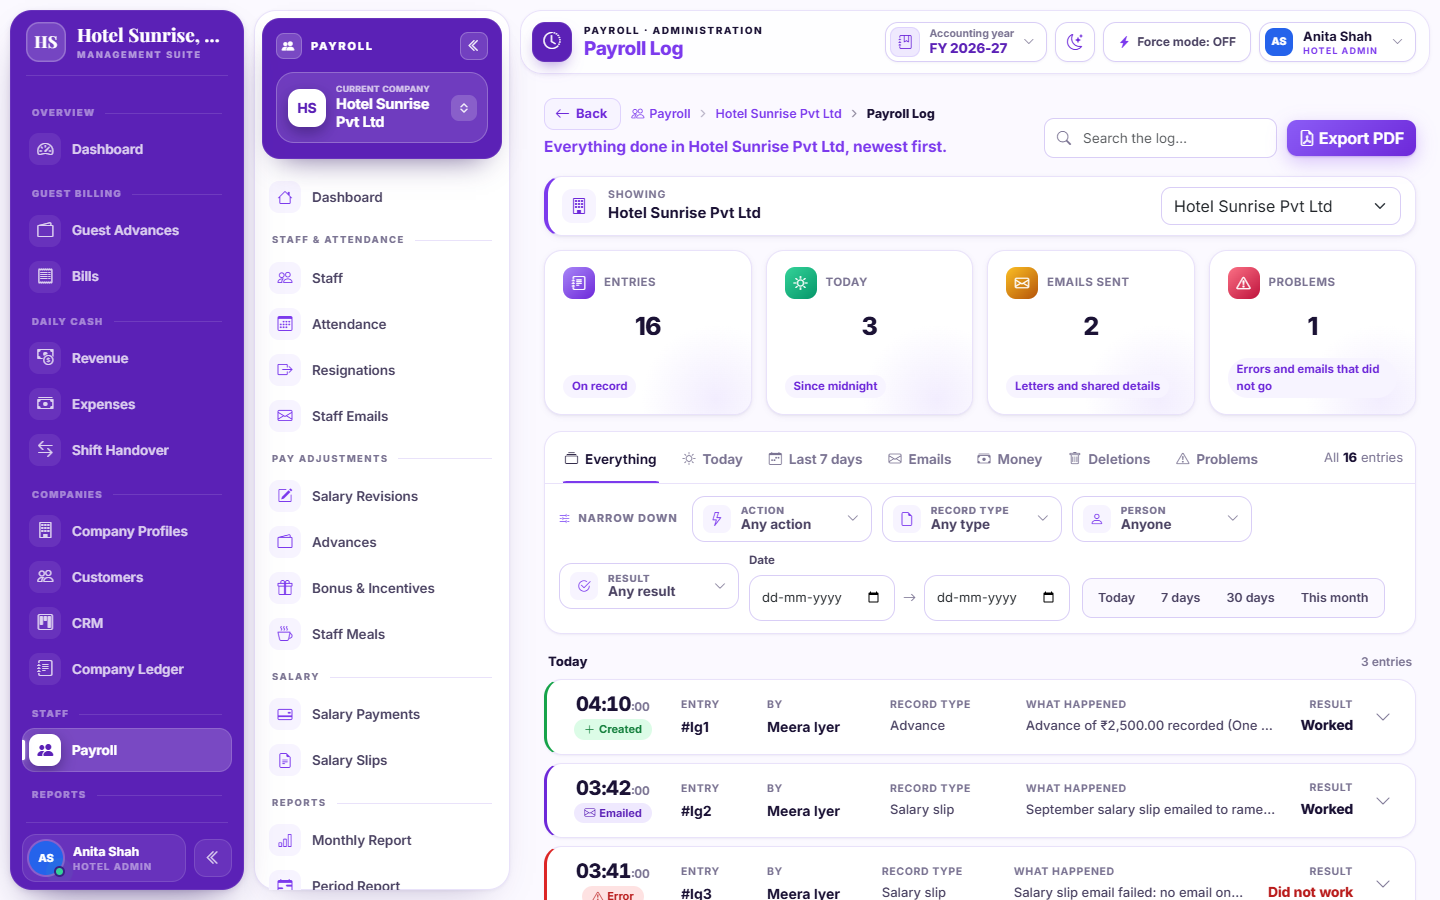 HS
Hotel Sunrise, ...
MANAGEMENT SUITE
OVERVIEW
Dashboard
GUEST BILLING
Guest Advances
Bills
DAILY CASH
Revenue
Expenses
Shift Handover
COMPANIES
Company Profiles
Customers
CRM
Company Ledger
STAFF
Payroll
REPORTS
AS
Anita Shah
HOTEL ADMIN
PAYROLL
HS
CURRENT COMPANY
Hotel Sunrise
Pvt Ltd
Dashboard
STAFF & ATTENDANCE
Staff
Attendance
Resignations
Staff Emails
PAY ADJUSTMENTS
Salary Revisions
Advances
Bonus & Incentives
Staff Meals
SALARY
Salary Payments
Salary Slips
REPORTS
Monthly Report
Period Report
PAYROLL · ADMINISTRATION
Payroll Log
Accounting year
FY 2026-27
Force mode: OFF
AS
Anita Shah
HOTEL ADMIN
Back
Payroll
Hotel Sunrise Pvt Ltd
Payroll Log
Everything done in Hotel Sunrise Pvt Ltd, newest first.
Search the log...
Export PDF
SHOWING
Hotel Sunrise Pvt Ltd
Hotel Sunrise Pvt Ltd
ENTRIES
16
On record
TODAY
3
Since midnight
EMAILS SENT
2
Letters and shared details
PROBLEMS
1
Errors and emails that did
not go
Everything
Today
Last 7 days
Emails
Money
Deletions
Problems
All 16 entries
NARROW DOWN
ACTION
Any action
RECORD TYPE
Any type
PERSON
Anyone
RESULT
Any result
Date
dd-mm-yyyy
→
dd-mm-yyyy
Today
7 days
30 days
This month
Today
3 entries
04:10:00
+ Created
ENTRY
#lg1
BY
Meera Iyer
RECORD TYPE
Advance
WHAT HAPPENED
Advance of ₹2,500.00 recorded (One ...
RESULT
Worked
03:42:00
Emailed
ENTRY
#lg2
BY
Meera Iyer
RECORD TYPE
Salary slip
WHAT HAPPENED
September salary slip emailed to rame...
RESULT
Worked
03:41:00
Error
ENTRY
#lg3
BY
Meera Iyer
RECORD TYPE
Salary slip
WHAT HAPPENED
Salary slip email failed: no email on...
RESULT
Did not work